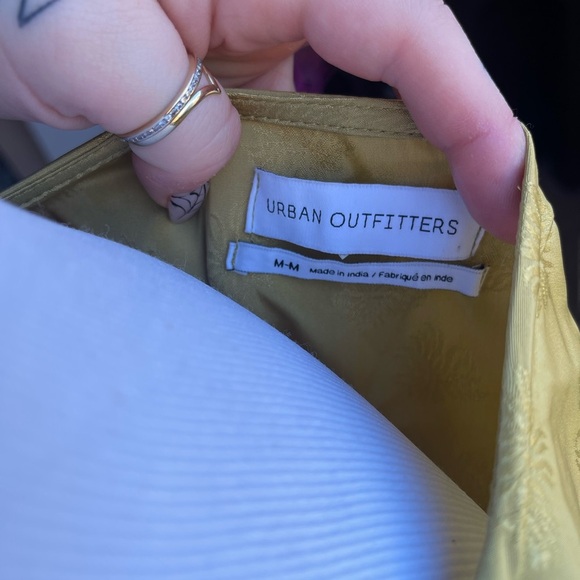 URBAN OUTFITTERS
M-M Made in India / Fabriqué en Inde